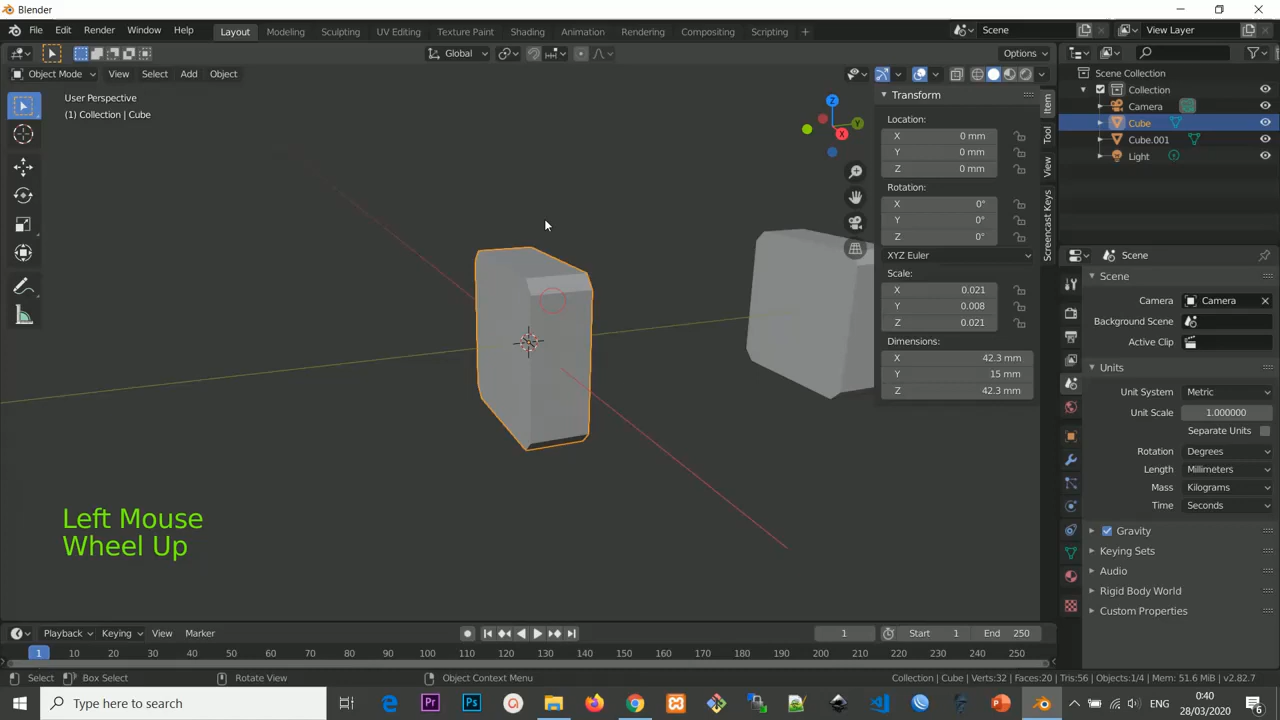 Blender
File Edit Render Window Help Layout Modeling Sculpting UV Editing Texture Paint Shading Animation Rendering Compositing Scripting + Scene View Layer
Global Options
Object Mode View Select Add Object
User Perspective
(1) Collection | Cube
Z
Y
X
Transform
Location:
X 0 mm
Y 0 mm
Z 0 mm
Rotation:
X 0°
Y 0°
Z 0°
XYZ Euler
Scale:
X 0.021
Y 0.008
Z 0.021
Dimensions:
X 42.3 mm
Y 15 mm
Z 42.3 mm
Item
Tool
View
Screencast Keys
Scene Collection
Collection
Camera
Cube
Cube.001
Light
Scene
Scene
Camera Camera
Background Scene
Active Clip
Units
Unit System Metric
Unit Scale 1.000000
Separate Units
Rotation Degrees
Length Millimeters
Mass Kilograms
Time Seconds
Gravity
Keying Sets
Audio
Rigid Body World
Custom Properties
Left Mouse
Wheel Up
Playback Keying View Marker 1 Start 1 End 250
1 10 20 30 40 50 60 70 80 90 100 110 120 130 140 150 160 170 180 190 200 210 220 230 240 250
Select Box Select Rotate View Object Context Menu Collection | Cube | Verts:32 | Faces:20 | Tris:56 | Objects:1/4 | Mem: 51.6 MiB | v2.82.7
Type here to search
Pr Ps
ENG
0:40
28/03/2020
6